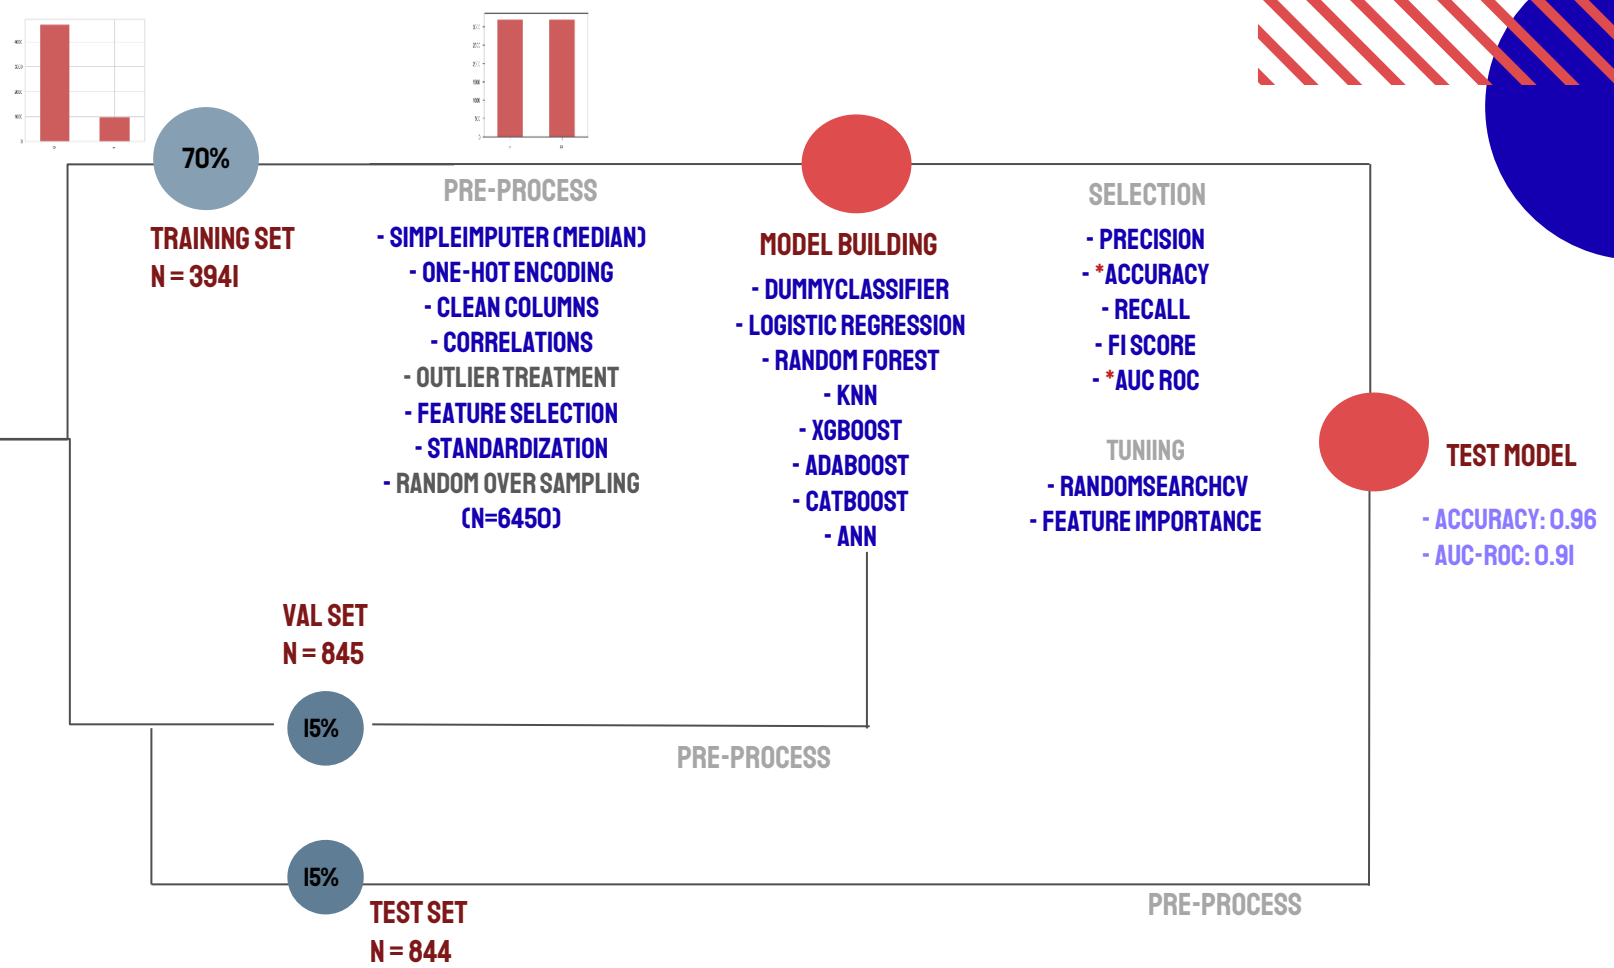 70%
TRAINING SET
N = 3941
PRE-PROCESS
- SIMPLEIMPUTER (MEDIAN)
- ONE-HOT ENCODING
- CLEAN COLUMNS
- CORRELATIONS
- OUTLIER TREATMENT
- FEATURE SELECTION
- STANDARDIZATION
- RANDOM OVER SAMPLING
(N=6450)
MODEL BUILDING
- DUMMYCLASSIFIER
- LOGISTIC REGRESSION
- RANDOM FOREST
- KNN
- XGBOOST
- ADABOOST
- CATBOOST
- ANN
SELECTION
- PRECISION
- *ACCURACY
- RECALL
- F1 SCORE
- *AUC ROC
TUNIING
- RANDOMSEARCHCV
- FEATURE IMPORTANCE
TEST MODEL
- ACCURACY: 0.96
- AUC-ROC: 0.91
VAL SET
N = 845
15%
PRE-PROCESS
15%
TEST SET
N = 844
PRE-PROCESS